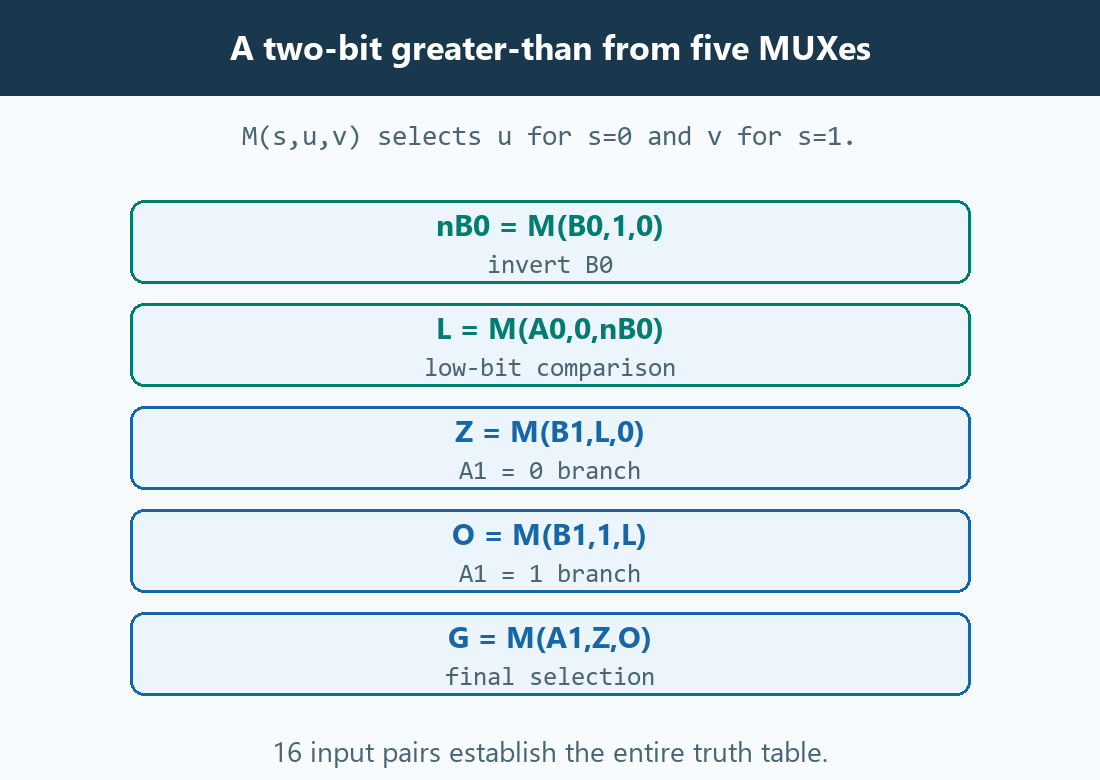 A two-bit greater-than from five MUXes
M(s,u,v) selects u for s=0 and v for s=1.
nB0 = M(B0,1,0)
invert B0
L = M(A0,0,nB0)
low-bit comparison
Z = M(B1,L,0)
A1 = 0 branch
O = M(B1,1,L)
A1 = 1 branch
G = M(A1,Z,O)
final selection
16 input pairs establish the entire truth table.